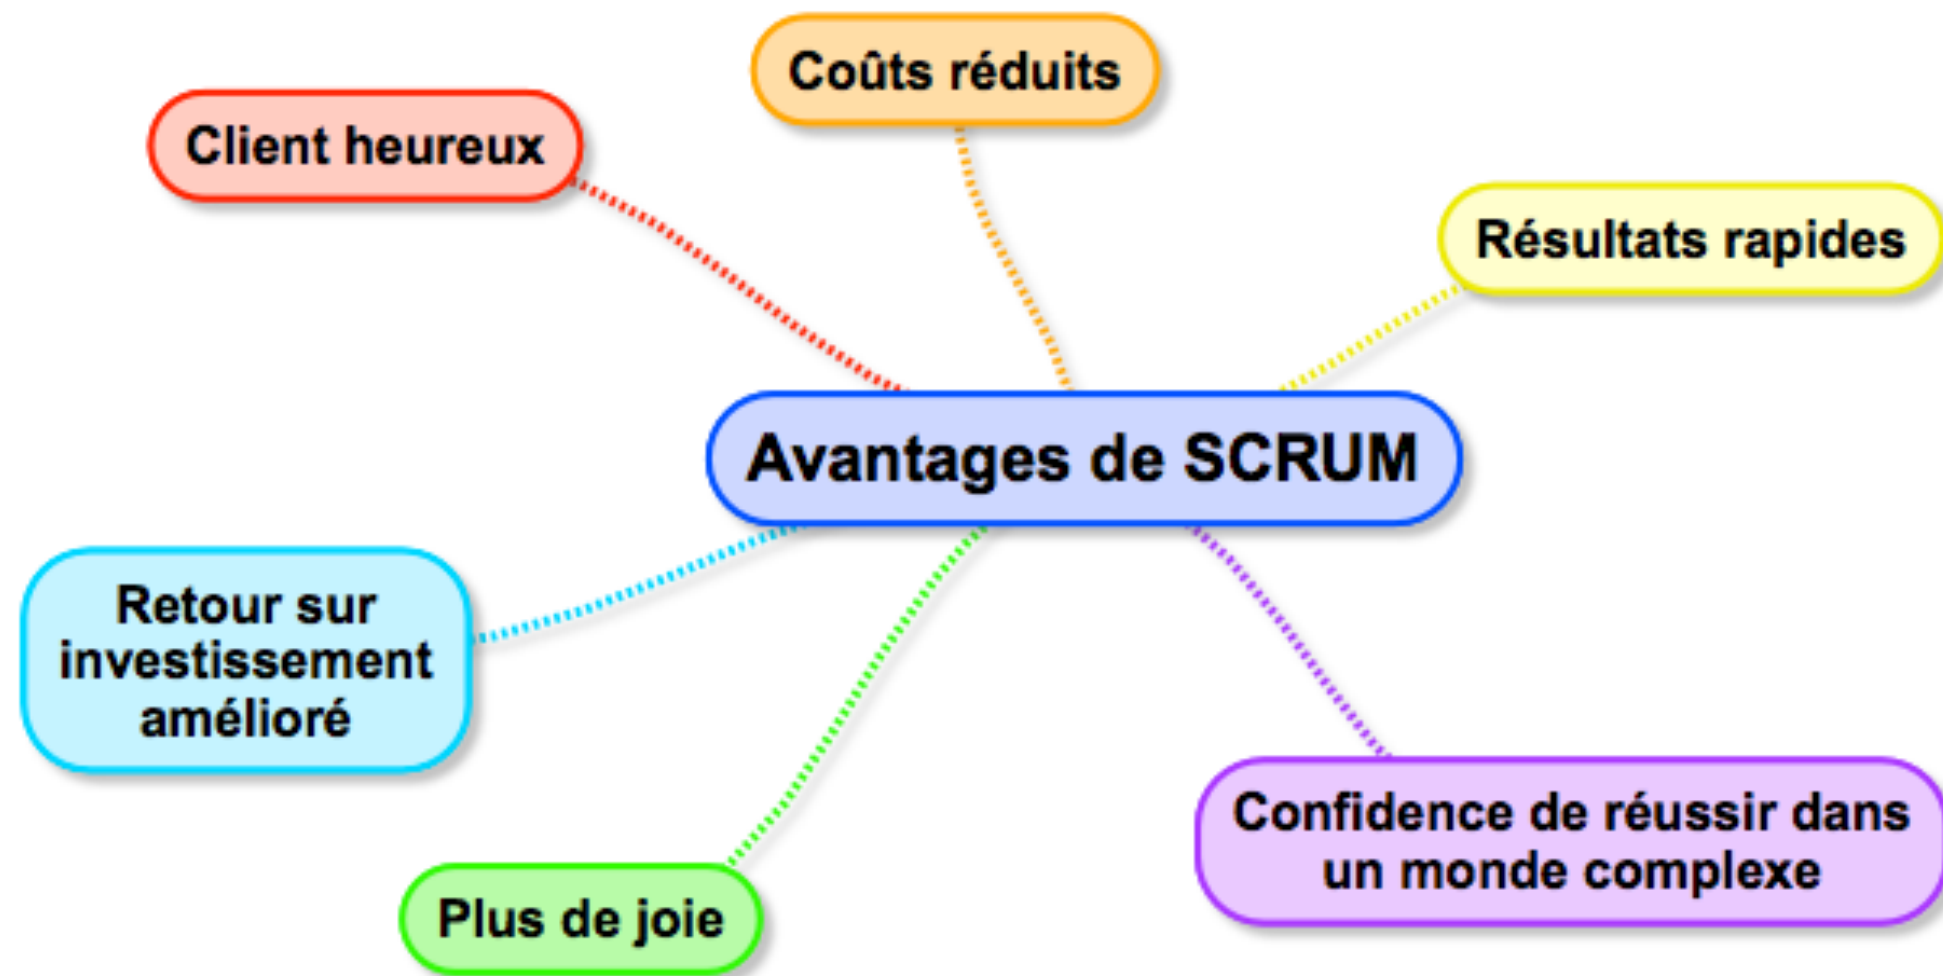 Coûts réduits
Client heureux
Résultats rapides
Avantages de SCRUM
Retour sur
investissement
amélioré
Confidence de réussir dans
un monde complexe
Plus de joie